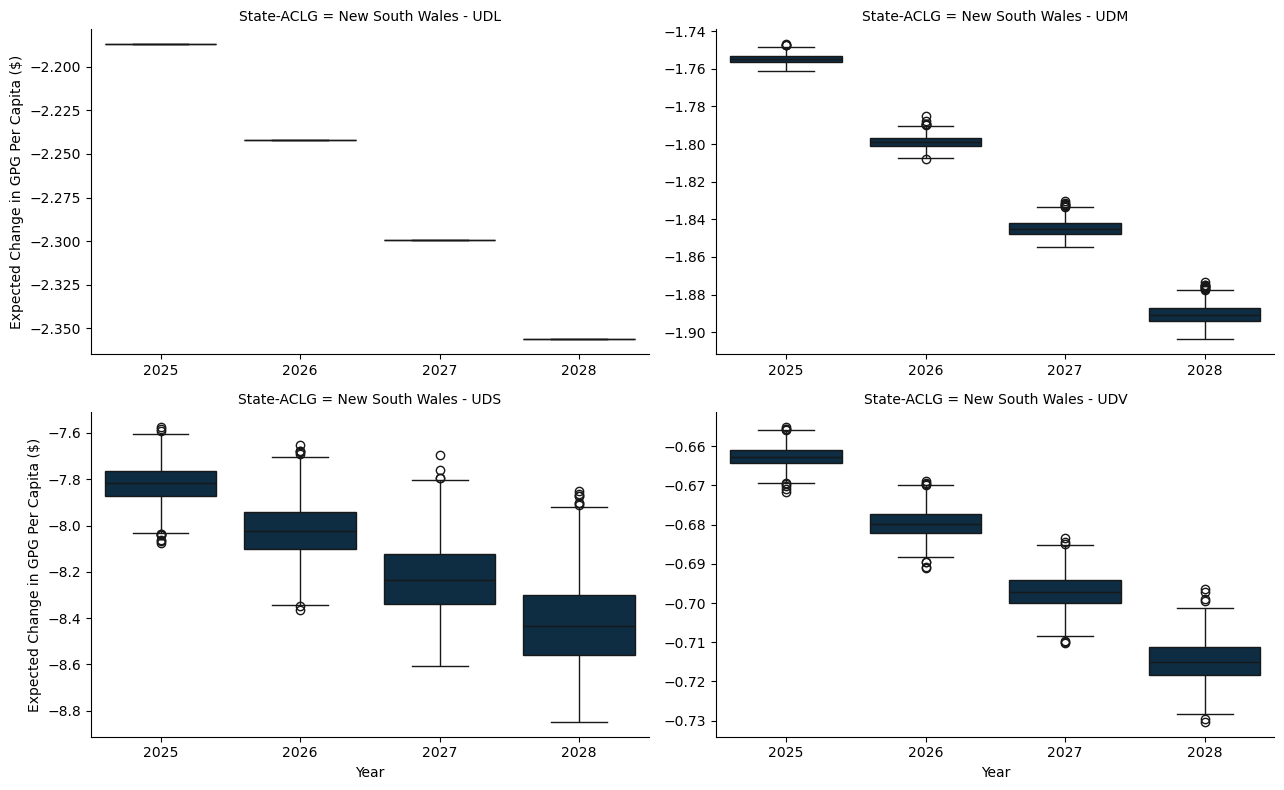 State-ACLG = New South Wales - UDL
Expected Change in GPG Per Capita ($)
−2.200
−2.225
−2.250
−2.275
−2.300
−2.325
−2.350
2025 2026 2027 2028
State-ACLG = New South Wales - UDM
−1.74
−1.76
−1.78
−1.80
−1.82
−1.84
−1.86
−1.88
−1.90
2025 2026 2027 2028
State-ACLG = New South Wales - UDS
Expected Change in GPG Per Capita ($)
−7.6
−7.8
−8.0
−8.2
−8.4
−8.6
−8.8
2025 2026 2027 2028
Year
State-ACLG = New South Wales - UDV
−0.66
−0.67
−0.68
−0.69
−0.70
−0.71
−0.72
−0.73
2025 2026 2027 2028
Year